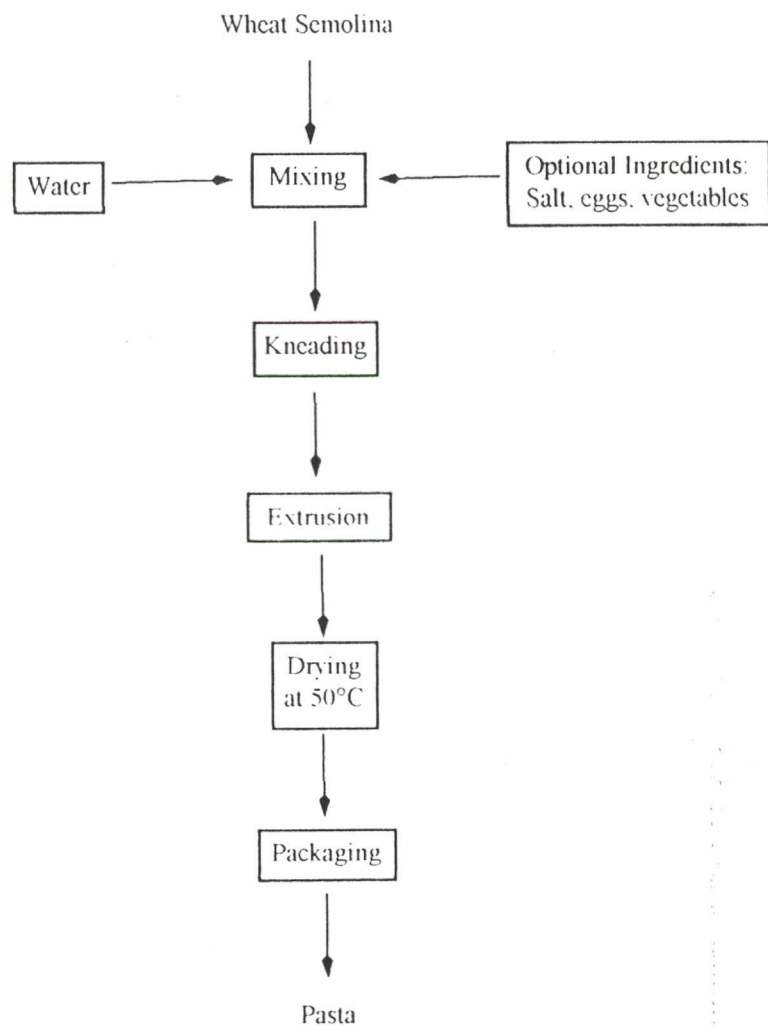 Wheat Semolina
Water
Mixing
Optional Ingredients:
Salt, eggs, vegetables
Kneading
Extrusion
Drying
at 50°C
Packaging
Pasta